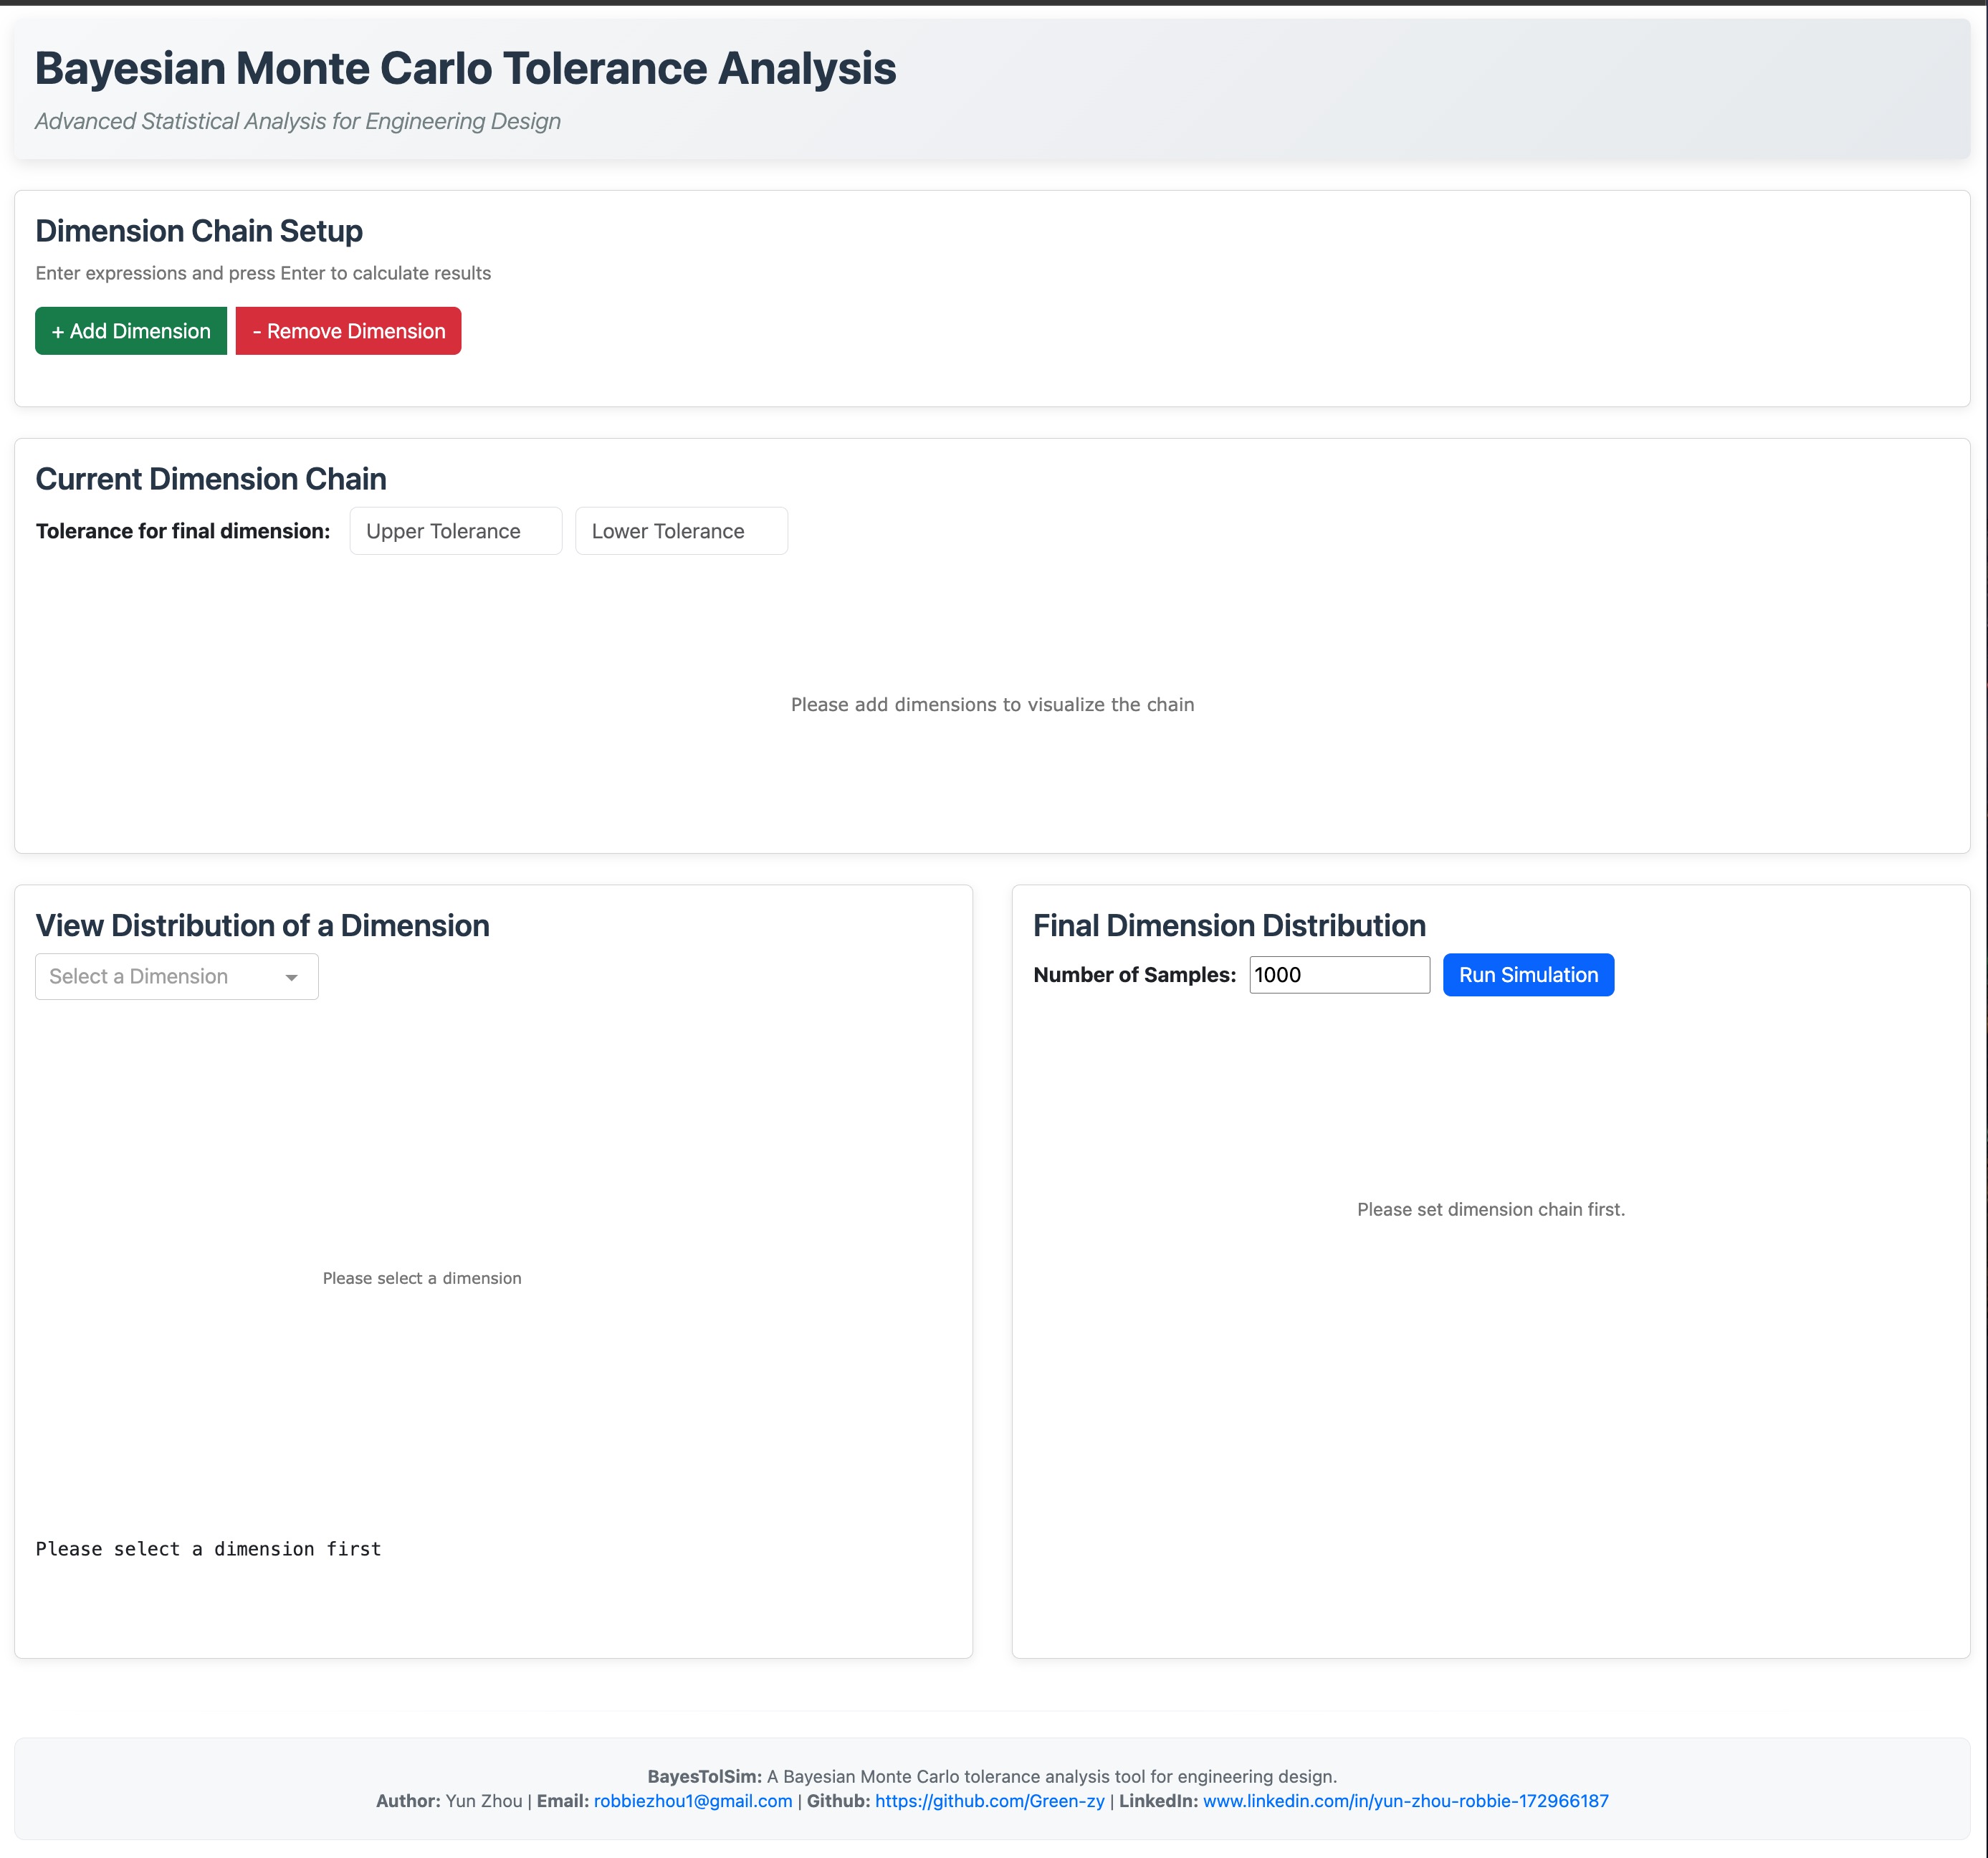 Bayesian Monte Carlo Tolerance Analysis
Advanced Statistical Analysis for Engineering Design
Dimension Chain Setup
Enter expressions and press Enter to calculate results
+ Add Dimension
- Remove Dimension
Current Dimension Chain
Tolerance for final dimension: Upper Tolerance Lower Tolerance
Please add dimensions to visualize the chain
View Distribution of a Dimension
Select a Dimension
Please select a dimension
Please select a dimension first
Final Dimension Distribution
Number of Samples: 1000 Run Simulation
Please set dimension chain first.
BayesTolSim: A Bayesian Monte Carlo tolerance analysis tool for engineering design.
Author: Yun Zhou | Email: robbiezhou1@gmail.com | Github: https://github.com/Green-zy | LinkedIn: www.linkedin.com/in/yun-zhou-robbie-172966187